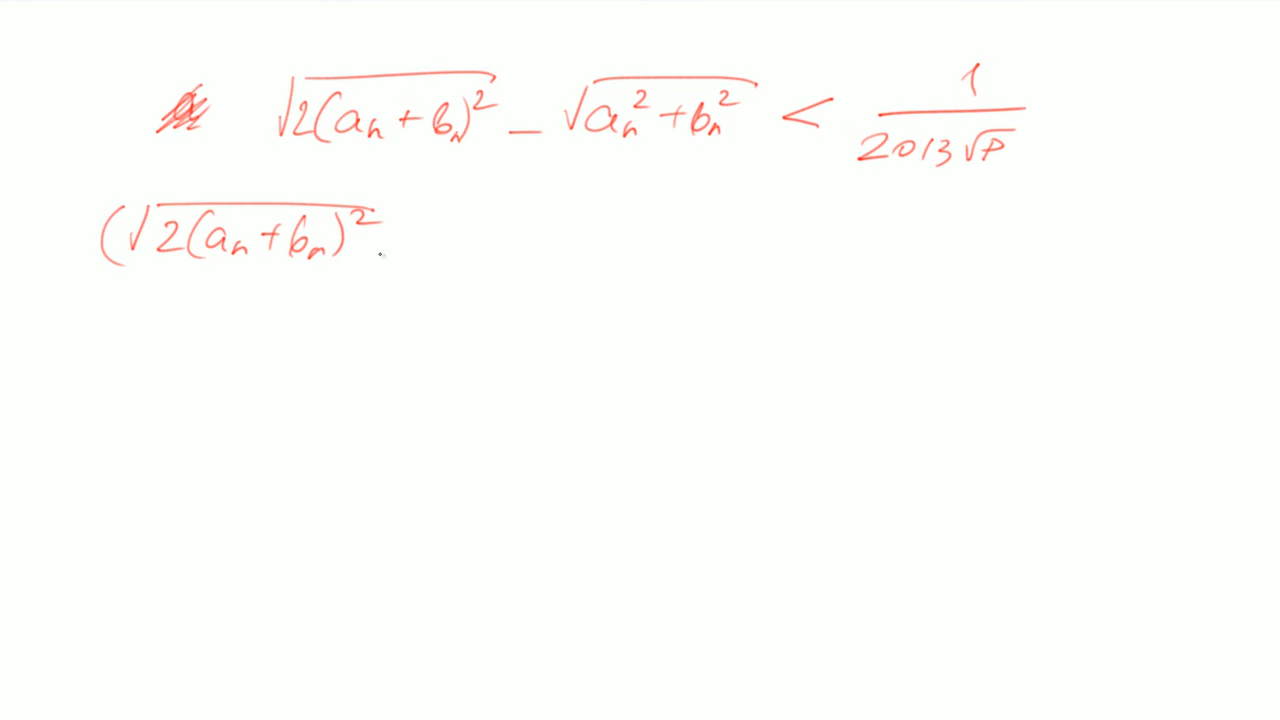 √2(aₙ + bₙ)² − √aₙ² + bₙ² < 1/(2013√P)
(√2(aₙ + bₙ)²